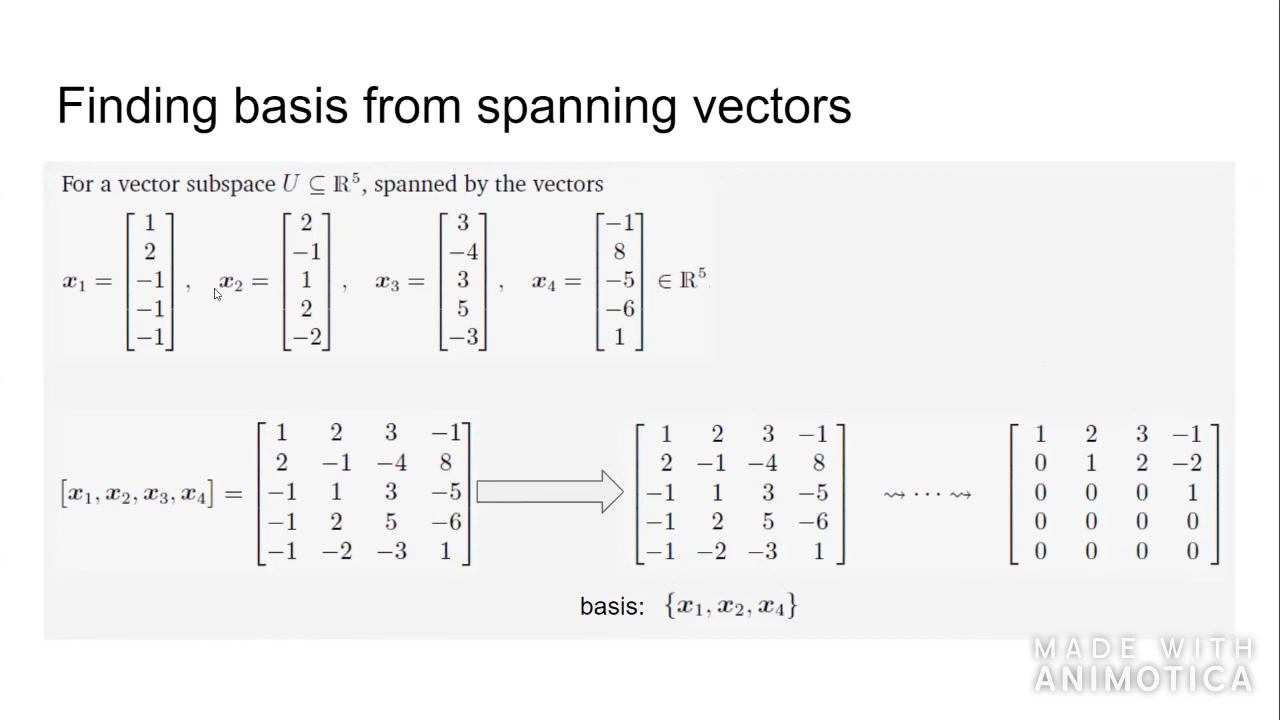 Finding basis from spanning vectors
For a vector subspace U ⊆ ℝ⁵, spanned by the vectors
x₁ = [1 2 −1 −1 −1], x₂ = [2 −1 1 2 −2], x₃ = [3 −4 3 5 −3], x₄ = [−1 8 −5 −6 1] ∈ ℝ⁵
[x₁, x₂, x₃, x₄] =
1 2 3 −1
2 −1 −4 8
−1 1 3 −5
−1 2 5 −6
−1 −2 −3 1
1 2 3 −1
2 −1 −4 8
−1 1 3 −5
−1 2 5 −6
−1 −2 −3 1
⇝ ⋯ ⇝
1 2 3 −1
0 1 2 −2
0 0 0 1
0 0 0 0
0 0 0 0
basis: {x₁, x₂, x₄}
MADE WITH
ANIMOTICA